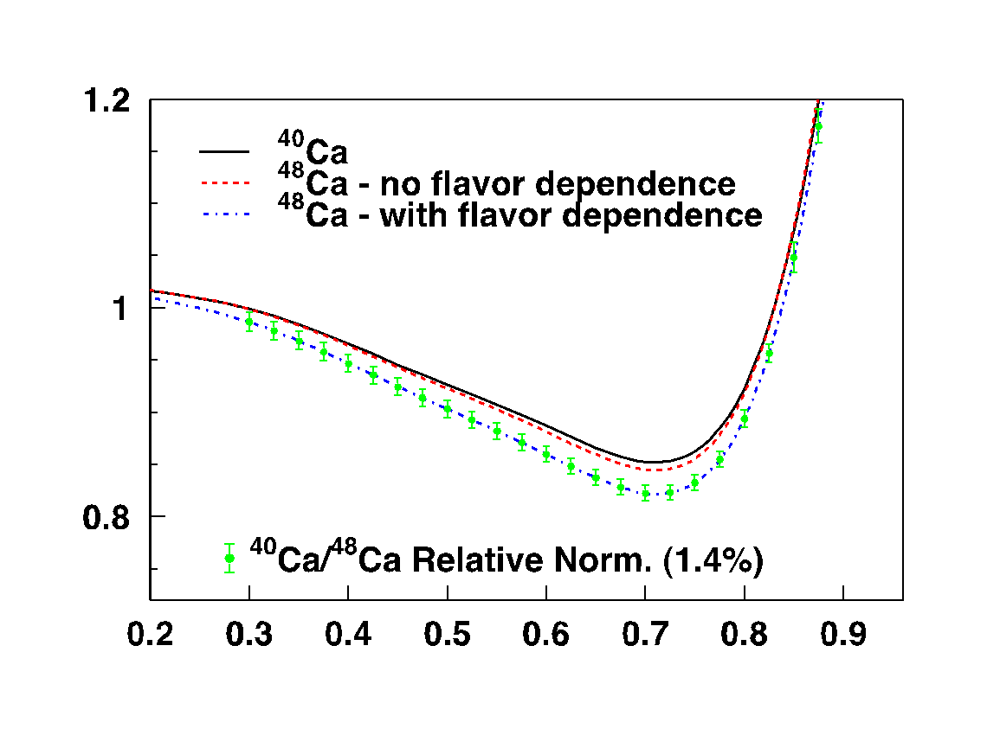 1.2
⁴⁰Ca
⁴⁸Ca - no flavor dependence
⁴⁸Ca - with flavor dependence
1
0.8
⁴⁰Ca/⁴⁸Ca Relative Norm. (1.4%)
0.2 0.3 0.4 0.5 0.6 0.7 0.8 0.9